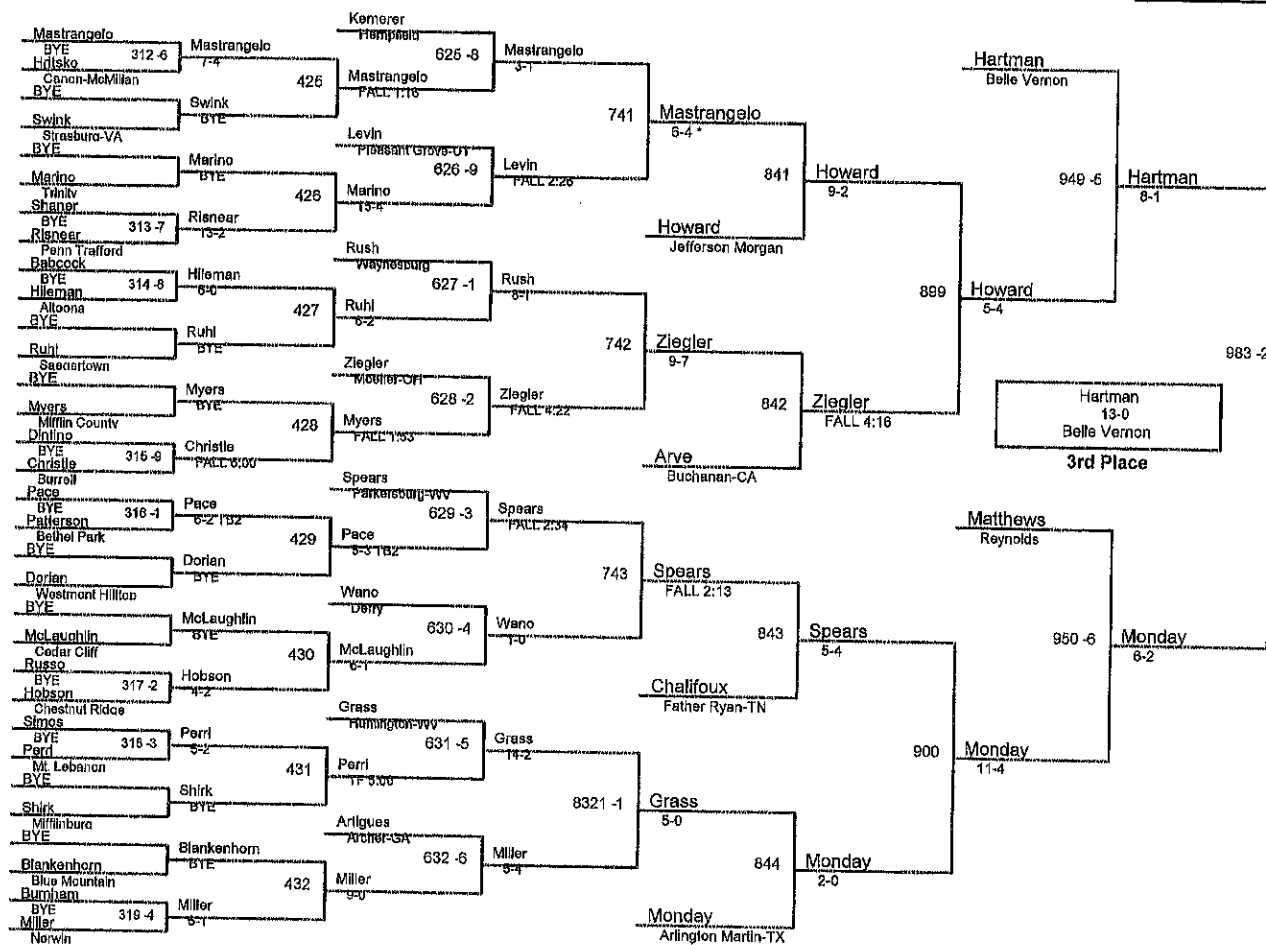 Mastrangelo
BYE
312 -6
Hritsko
Canon-McMillan
BYE
Swink
Strasburg-VA
BYE
Marino
Trinity
Shaner
BYE
313 -7
Risnear
Penn Trafford
Babcock
BYE
314 -8
Hileman
Altoona
BYE
Ruhl
Saegertown
BYE
Myers
Mifflin County
Dintino
BYE
315 -9
Christie
Burrell
Pace
BYE
316 -1
Patterson
Bethel Park
BYE
Dorian
Westmont Hilltop
BYE
McLaughlin
Cedar Cliff
Russo
BYE
317 -2
Hobson
Chestnut Ridge
Simos
BYE
318 -3
Perri
Mt. Lebanon
BYE
Shirk
Mifflinburg
BYE
Blankenhorn
Blue Mountain
Burnham
BYE
319 -4
Miller
Norwin
Mastrangelo
7-4
425
Swink
BYE
Marino
BYE
426
Risnear
13-2
Hileman
6-0
427
Ruhl
BYE
Myers
BYE
428
Christie
FALL 6:00
Pace
6-2 TB2
429
Dorian
BYE
McLaughlin
BYE
430
Hobson
4-2
Perri
5-2
431
Shirk
BYE
Blankenhorn
BYE
432
Miller
5-1
Kemerer
Hempfield
625 -8
Mastrangelo
FALL 1:16
Levin
Pleasant Grove-UT
626 -9
Marino
15-4
Rush
Waynesburg
627 -1
Ruhl
6-2
Ziegler
Moeller-OH
628 -2
Myers
FALL 1:53
Spears
Parkersburg-WV
629 -3
Pace
5-3 TB2
Wano
Derry
630 -4
McLaughlin
6-1
Grass
Huntington-WV
631 -5
Perri
TF 5:00
Artigues
Archer-GA
632 -6
Miller
9-0
Mastrangelo
3-1
741
Levin
FALL 2:26
Rush
8-1
742
Ziegler
FALL 4:22
Spears
FALL 2:34
743
Wano
1-0
Grass
14-2
8321 -1
Miller
5-4
Mastrangelo
6-4 *
841
Howard
Jefferson Morgan
Ziegler
9-7
842
Arve
Buchanan-CA
Spears
FALL 2:13
843
Chalifoux
Father Ryan-TN
Grass
5-0
844
Monday
Arlington Martin-TX
Howard
9-2
899
Ziegler
FALL 4:16
Spears
5-4
900
Monday
2-0
Hartman
Belle Vernon
949 -5
Howard
5-4
Matthews
Reynolds
950 -6
Monday
11-4
Hartman
8-1
983 -2
Monday
6-2
Hartman
13-0
Belle Vernon
3rd Place